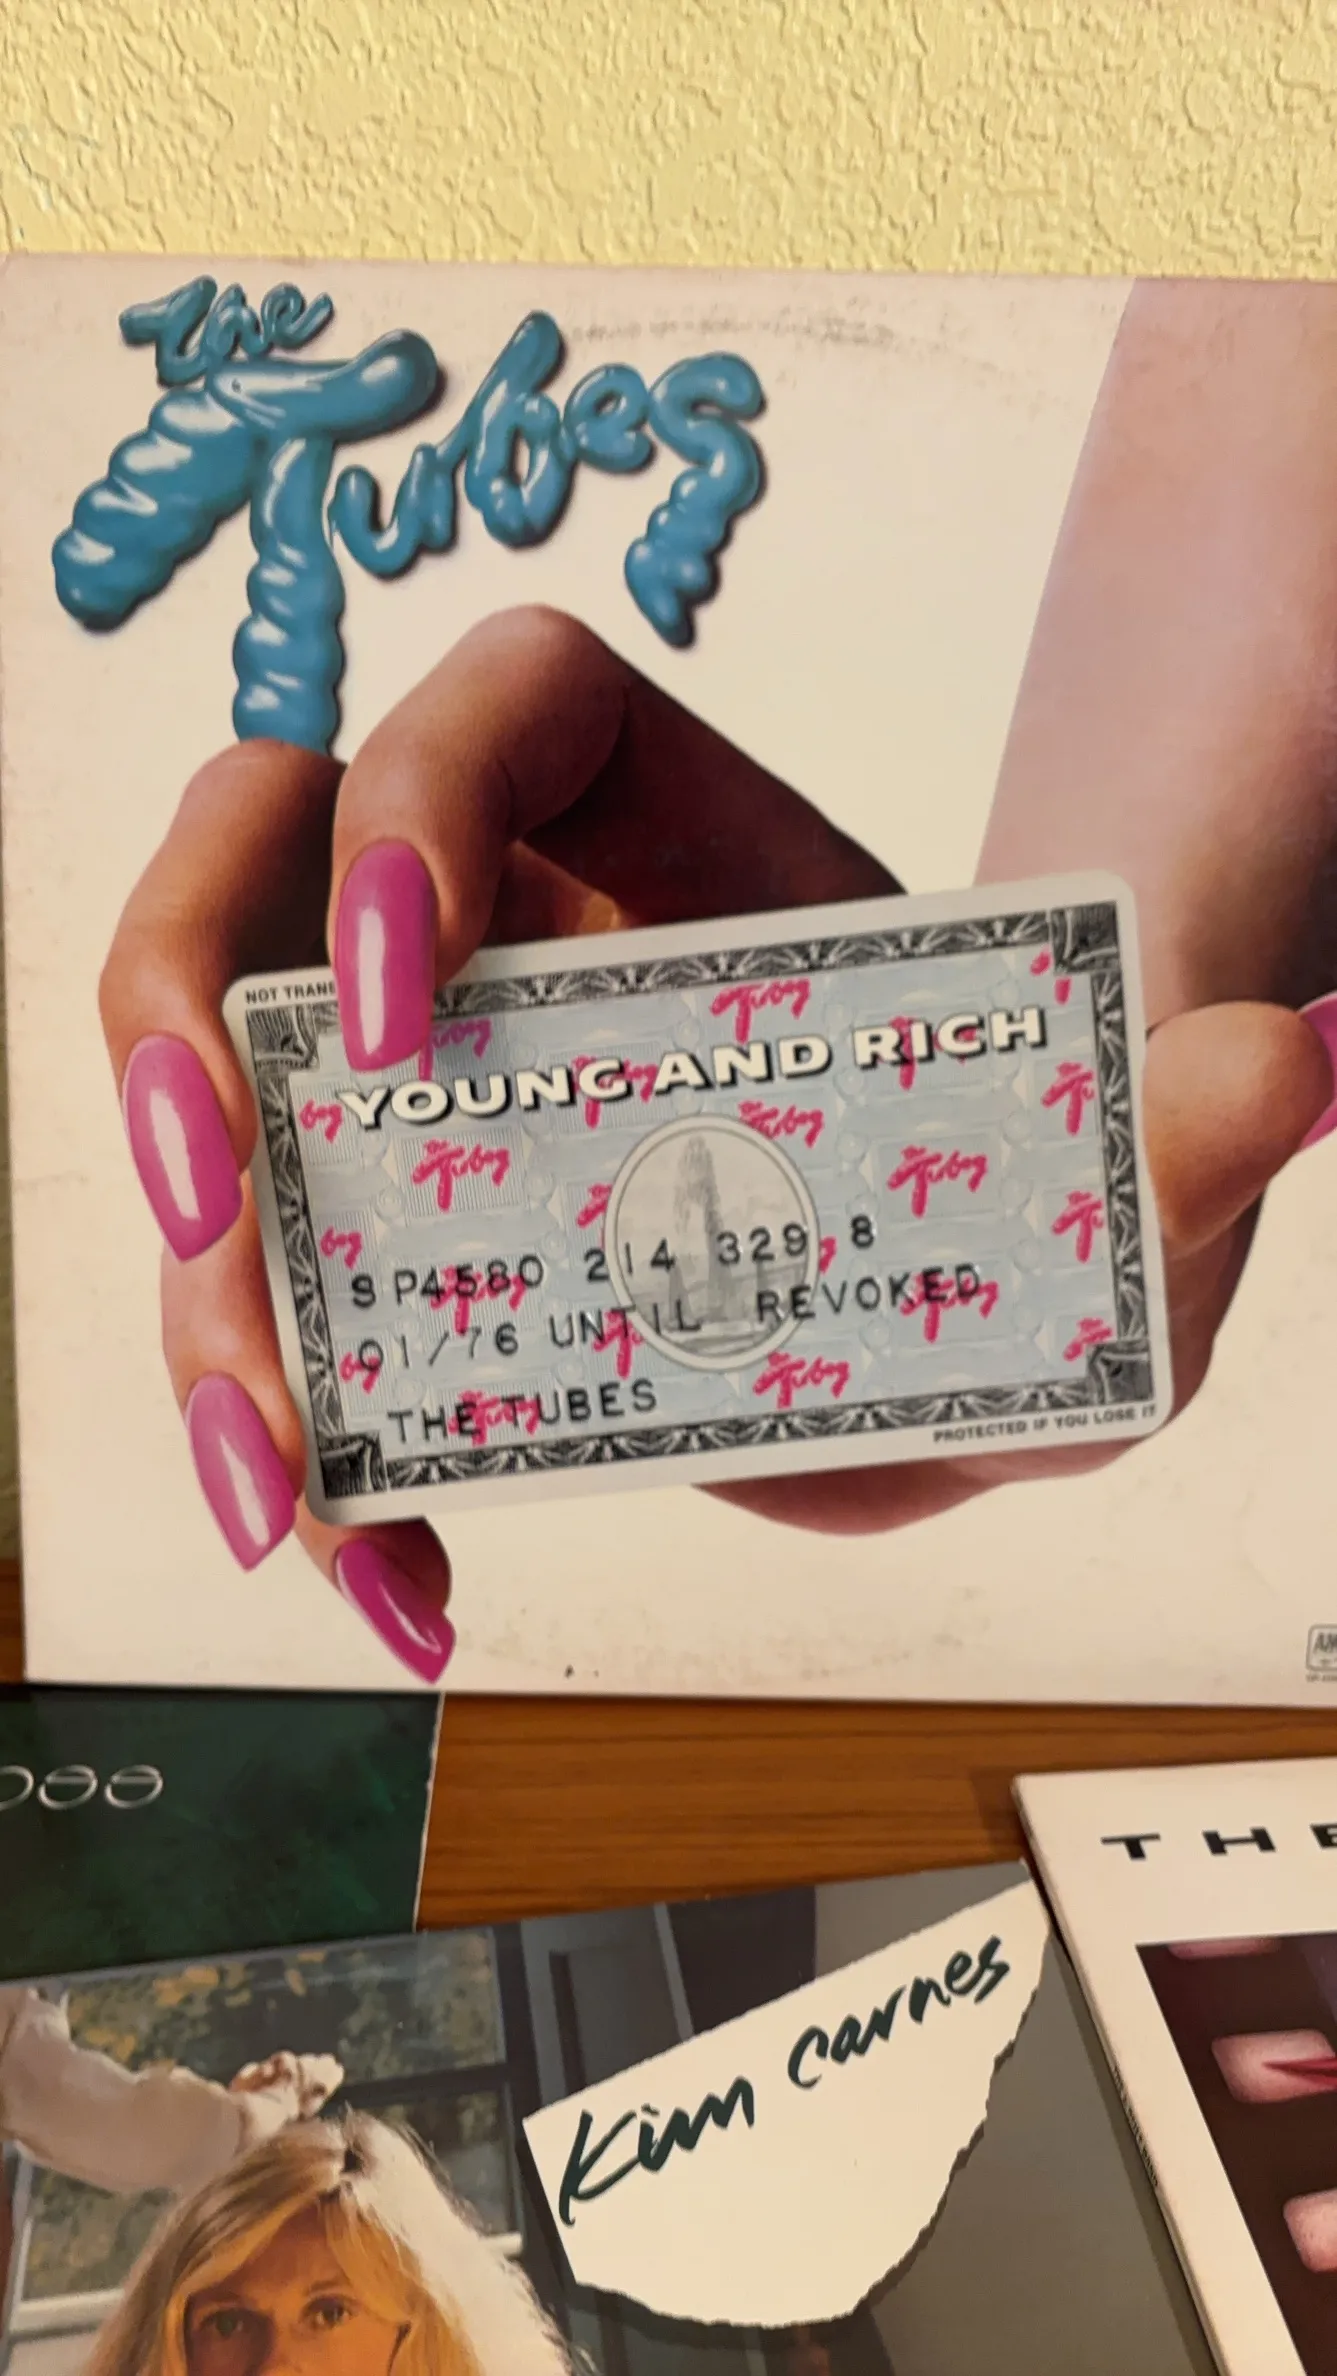 the
Tubes
NOT TRANS
YOUNG AND RICH
SP4580 214 329 8
01/76 UNTIL REVOKED
THE TUBES
PROTECTED IF YOU LOSE IT
THE
Kim Carnes